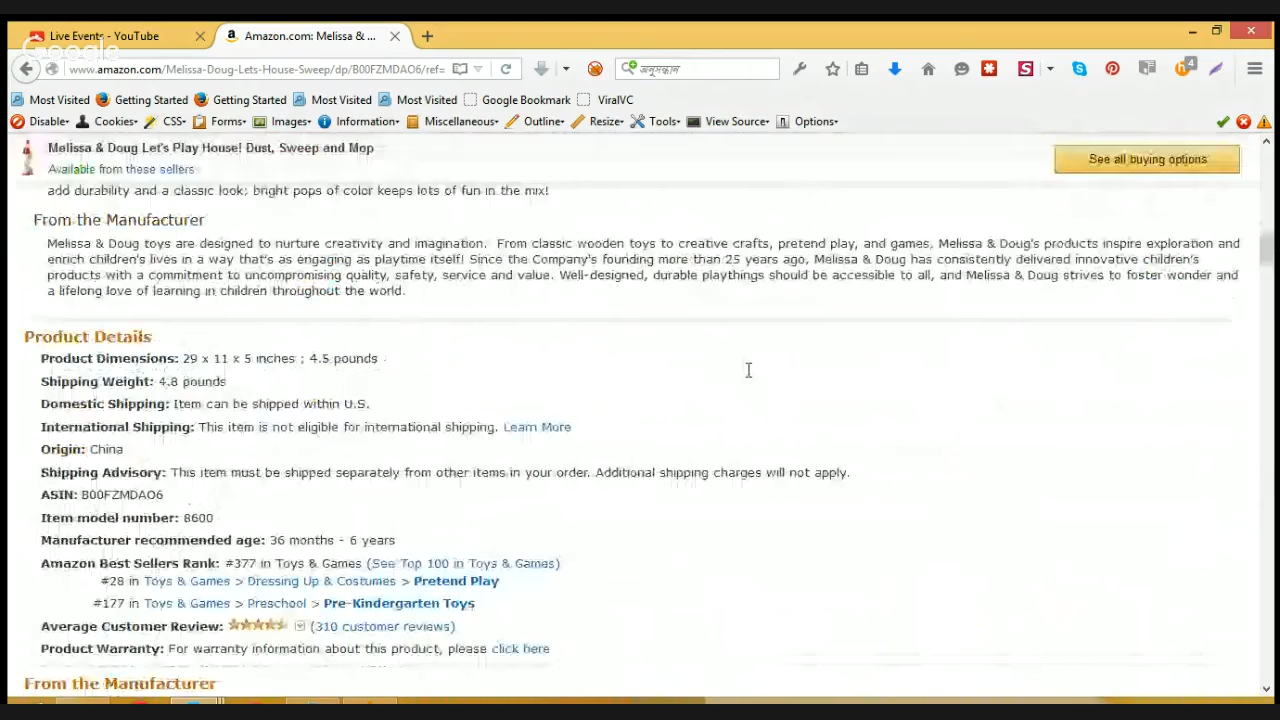 Live Events - YouTube
Amazon.com: Melissa & ...
Google
www.amazon.com/Melissa-Doug-Lets-House-Sweep/dp/B00FZMDAO6/ref=
অনুসন্ধান
4
Most Visited Getting Started Getting Started Most Visited Most Visited Google Bookmark ViralVC
Disable Cookies CSS Forms Images Information Miscellaneous Outline Resize Tools View Source Options
Melissa & Doug Let's Play House! Dust, Sweep and Mop
See all buying options
Available from these sellers
add durability and a classic look; bright pops of color keeps lots of fun in the mix!
From the Manufacturer
Melissa & Doug toys are designed to nurture creativity and imagination. From classic wooden toys to creative crafts, pretend play, and games, Melissa & Doug's products inspire exploration and
enrich children's lives in a way that's as engaging as playtime itself! Since the Company's founding more than 25 years ago, Melissa & Doug has consistently delivered innovative children's
products with a commitment to uncompromising quality, safety, service and value. Well-designed, durable playthings should be accessible to all, and Melissa & Doug strives to foster wonder and
a lifelong love of learning in children throughout the world.
Product Details
Product Dimensions: 29 x 11 x 5 inches ; 4.5 pounds
Shipping Weight: 4.8 pounds
Domestic Shipping: Item can be shipped within U.S.
International Shipping: This item is not eligible for international shipping. Learn More
Origin: China
Shipping Advisory: This item must be shipped separately from other items in your order. Additional shipping charges will not apply.
ASIN: B00FZMDAO6
Item model number: 8600
Manufacturer recommended age: 36 months - 6 years
Amazon Best Sellers Rank: #377 in Toys & Games (See Top 100 in Toys & Games)
#28 in Toys & Games > Dressing Up & Costumes > Pretend Play
#177 in Toys & Games > Preschool > Pre-Kindergarten Toys
Average Customer Review: (310 customer reviews)
Product Warranty: For warranty information about this product, please click here
From the Manufacturer